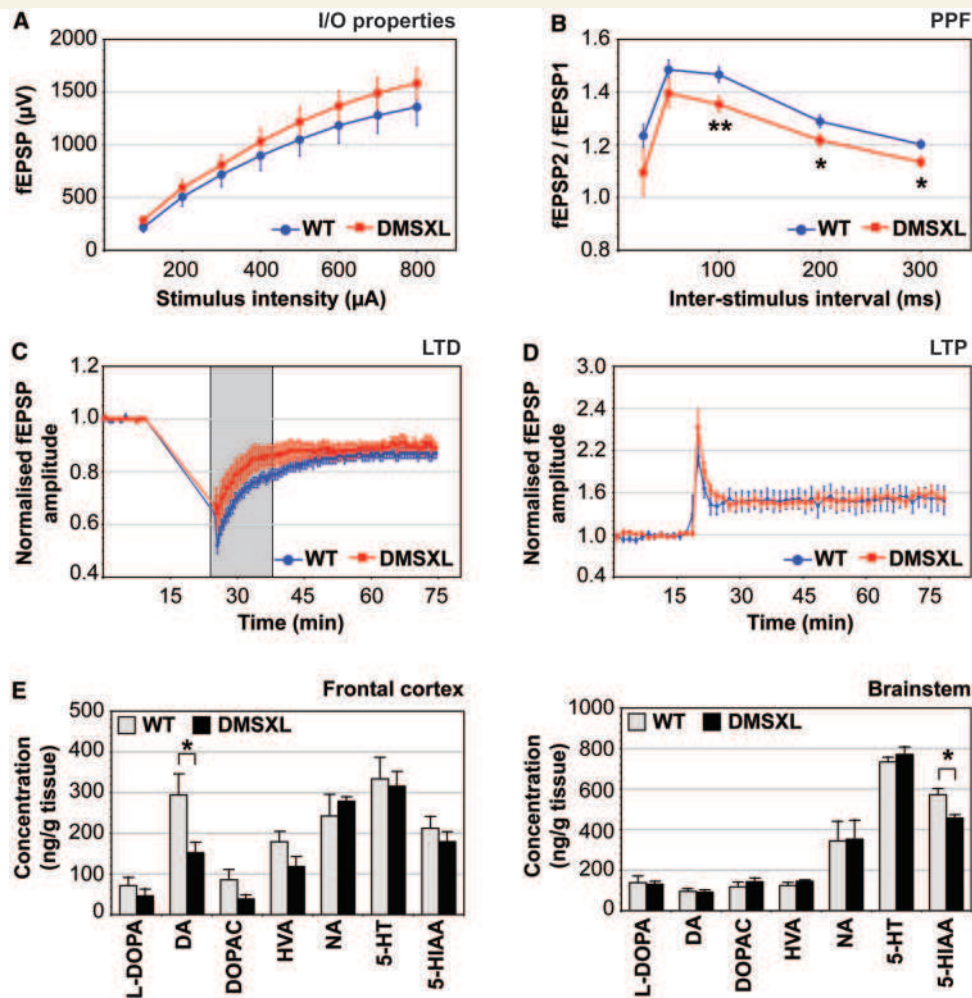 A I/O properties
2000
1500
1000
500
0
fEPSP (µV)
WT DMSXL
200 400 600 800
Stimulus intensity (µA)
B PPF
1.6
1.4
1.2
1.0
0.8
fEPSP2 / fEPSP1
** * *
WT DMSXL
100 200 300
Inter-stimulus interval (ms)
C LTD
1.2
1.0
0.8
0.6
0.4
Normalised fEPSP
amplitude
WT DMSXL
15 30 45 60 75
Time (min)
D LTP
3.0
2.4
2.2
1.6
1.0
0.4
Normalised fEPSP
amplitude
WT DMSXL
15 30 45 60 75
Time (min)
E Frontal cortex
500
400
300
200
100
0
Concentration
(ng/g tissue)
WT DMSXL
*
L-DOPA DA DOPAC HVA NA 5-HT 5-HIAA
Brainstem
1000
800
600
400
200
0
Concentration
(ng/g tissue)
WT DMSXL
*
L-DOPA DA DOPAC HVA NA 5-HT 5-HIAA